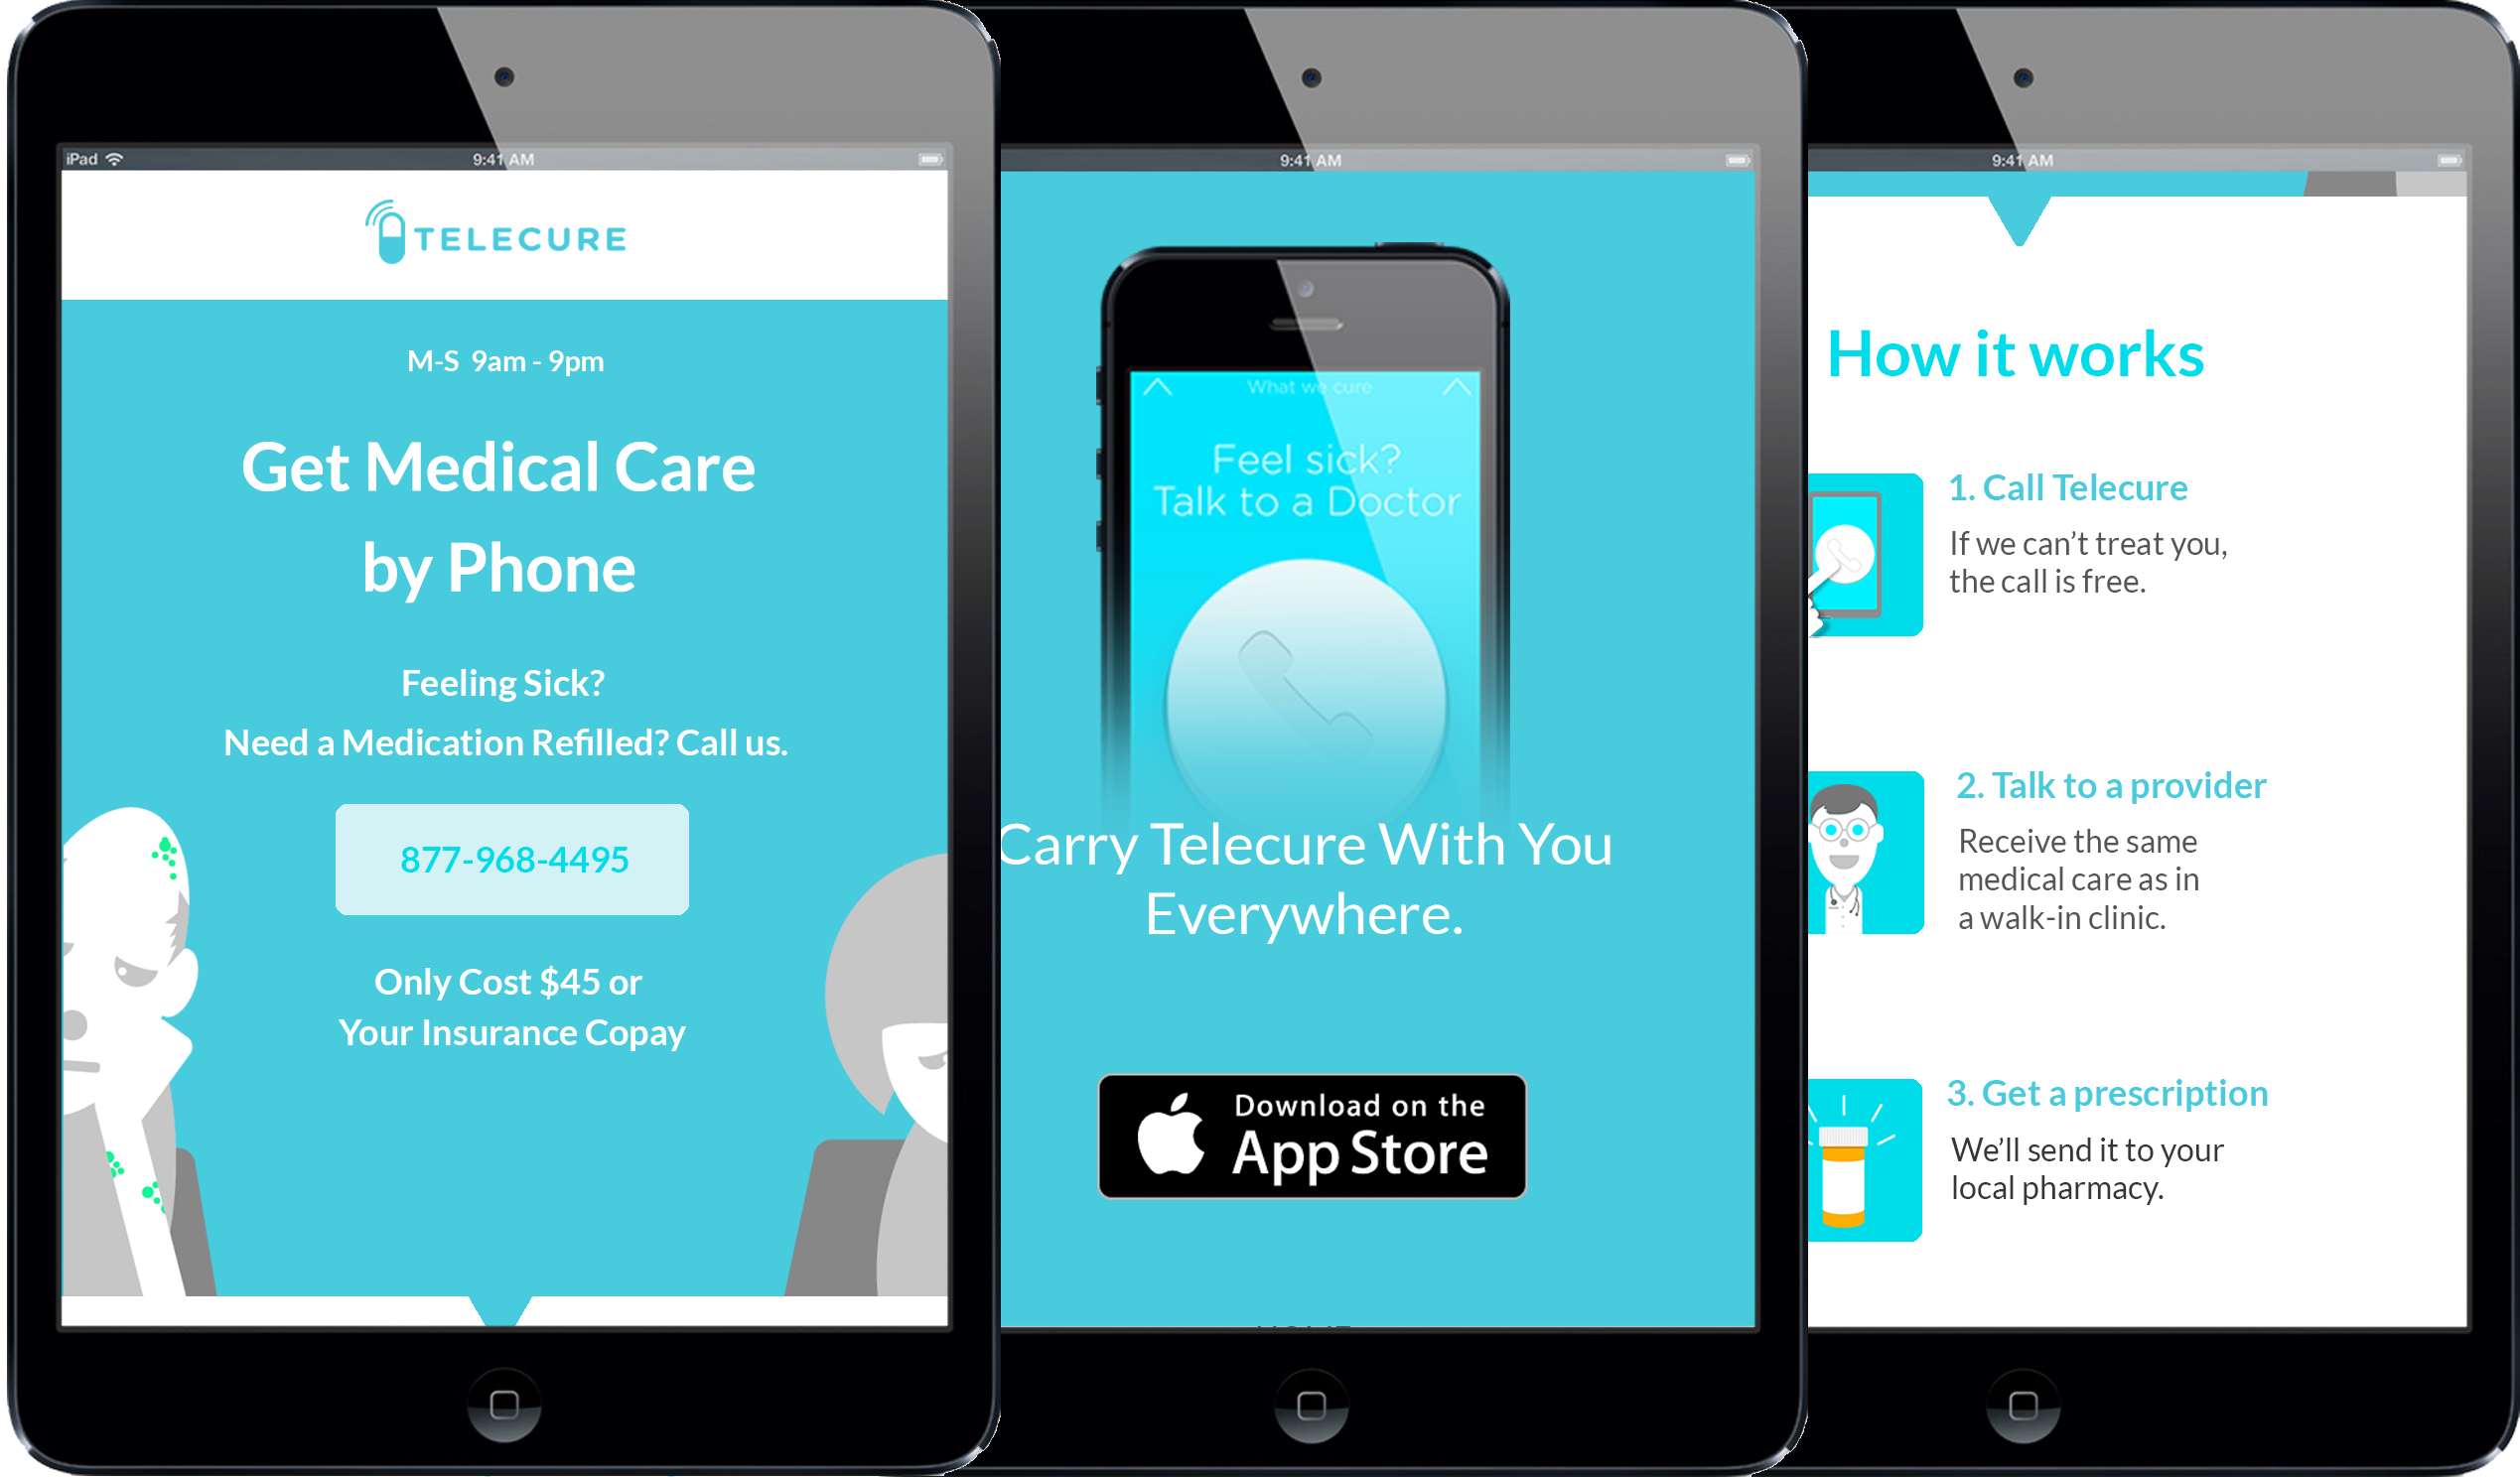 iPad 9:41 AM
TELECURE
M-S 9am - 9pm
Get Medical Care
by Phone
Feeling Sick?
Need a Medication Refilled? Call us.
877-968-4495
Only Cost $45 or
Your Insurance Copay
9:41 AM
What we cure
Feel sick?
Talk to a Doctor
Carry Telecure With You
Everywhere.
Download on the
App Store
9:41 AM
How it works
1. Call Telecure
If we can’t treat you,
the call is free.
2. Talk to a provider
Receive the same
medical care as in
a walk-in clinic.
3. Get a prescription
We’ll send it to your
local pharmacy.